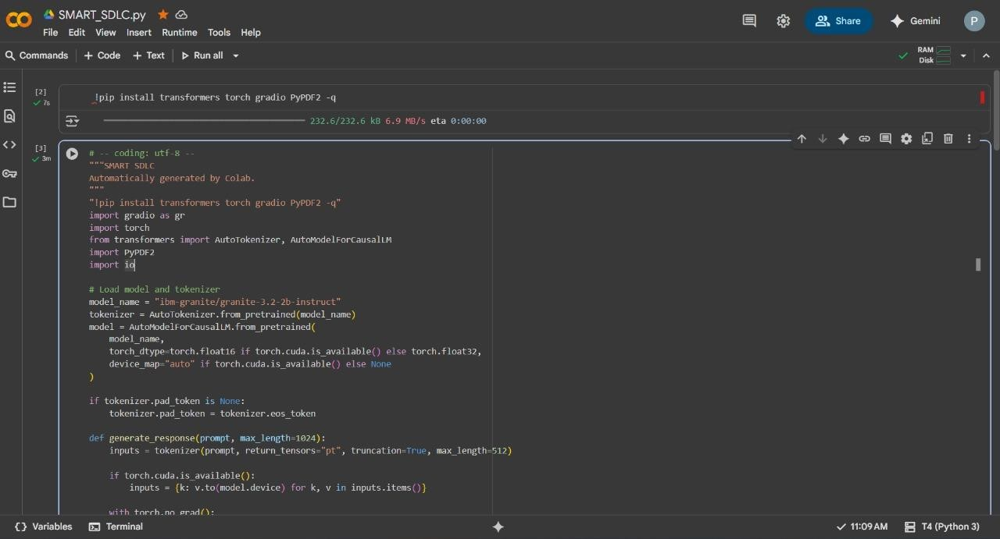 SMART_SDLC.py
File Edit View Insert Runtime Tools Help
Share
Gemini
P
Commands + Code + Text Run all
RAM
Disk
[2]
7s
!pip install transformers torch gradio PyPDF2 -q
232.6/232.6 kB 6.9 MB/s eta 0:00:00
[3]
3m
# -- coding: utf-8 --
"""SMART SDLC
Automatically generated by Colab.
"""
"!pip install transformers torch gradio PyPDF2 -q"
import gradio as gr
import torch
from transformers import AutoTokenizer, AutoModelForCausalLM
import PyPDF2
import io
# Load model and tokenizer
model_name = "ibm-granite/granite-3.2-2b-instruct"
tokenizer = AutoTokenizer.from_pretrained(model_name)
model = AutoModelForCausalLM.from_pretrained(
    model_name,
    torch_dtype=torch.float16 if torch.cuda.is_available() else torch.float32,
    device_map="auto" if torch.cuda.is_available() else None
)
if tokenizer.pad_token is None:
    tokenizer.pad_token = tokenizer.eos_token
def generate_response(prompt, max_length=1024):
    inputs = tokenizer(prompt, return_tensors="pt", truncation=True, max_length=512)
    if torch.cuda.is_available():
        inputs = {k: v.to(model.device) for k, v in inputs.items()}
    with torch.no_grad():
{} Variables Terminal
11:09 AM T4 (Python 3)